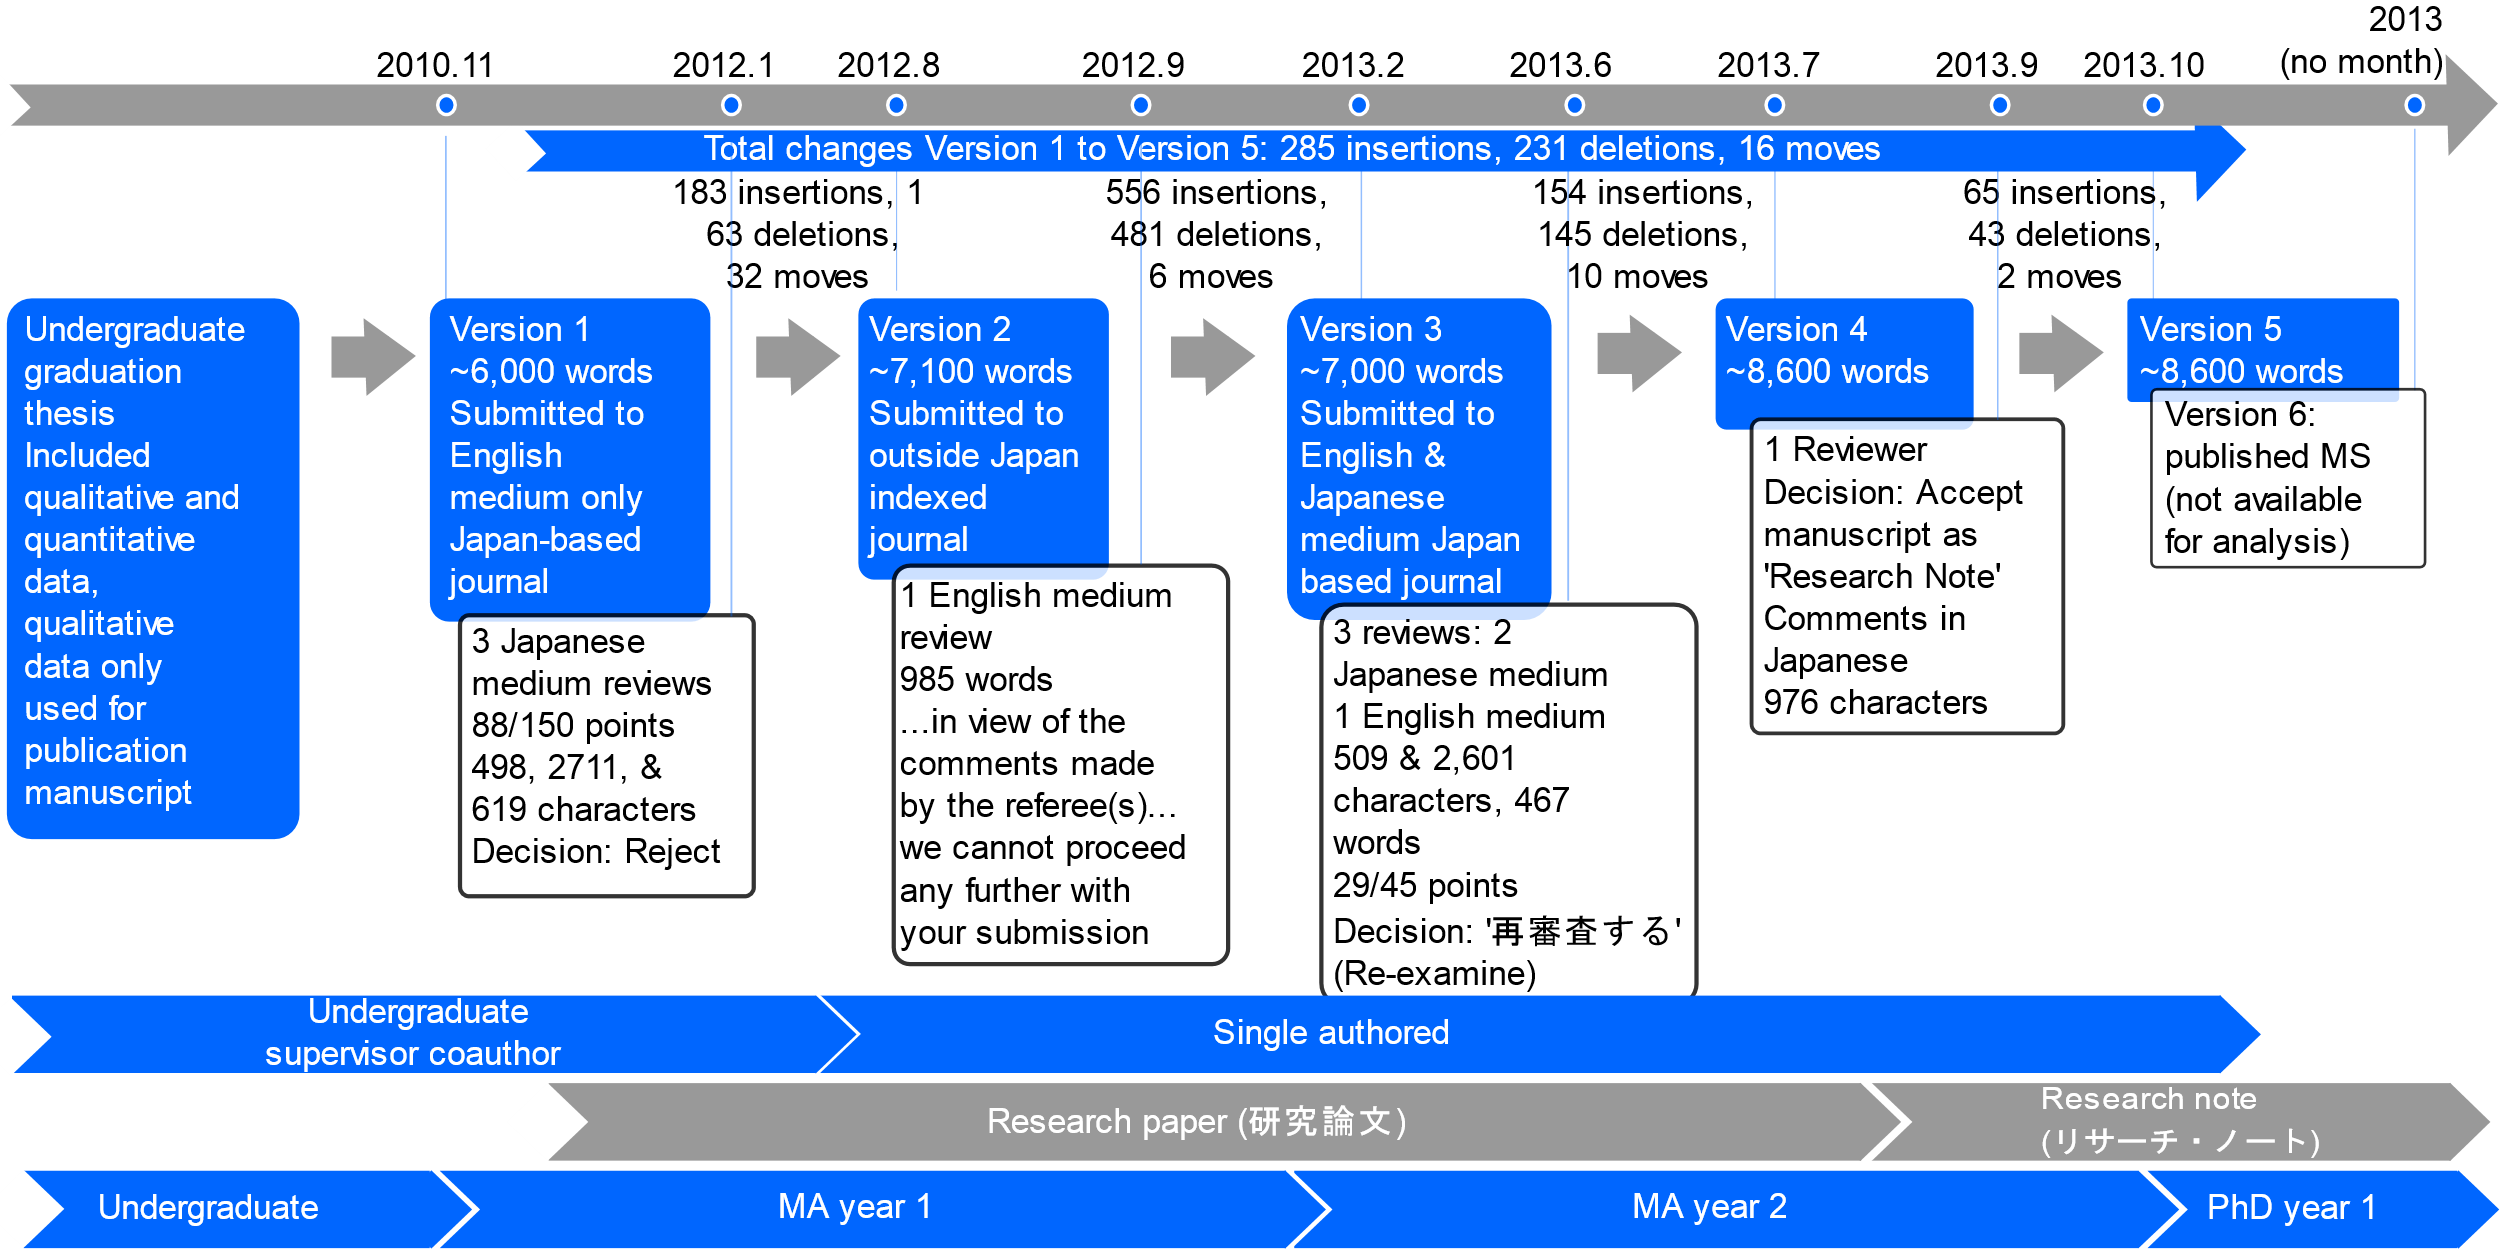 2010.11
2012.1
2012.8
2012.9
2013.2
2013.6
2013.7
2013.9
2013.10
2013
(no month)
Total changes Version 1 to Version 5: 285 insertions, 231 deletions, 16 moves
183 insertions, 1
63 deletions,
32 moves
556 insertions,
481 deletions,
6 moves
154 insertions,
145 deletions,
10 moves
65 insertions,
43 deletions,
2 moves
Undergraduate
graduation
thesis
Included
qualitative and
quantitative
data,
qualitative
data only
used for
publication
manuscript
Version 1
~6,000 words
Submitted to
English
medium only
Japan-based
journal
3 Japanese
medium reviews
88/150 points
498, 2711, &
619 characters
Decision: Reject
Version 2
~7,100 words
Submitted to
outside Japan
indexed
journal
1 English medium
review
985 words
...in view of the
comments made
by the referee(s)...
we cannot proceed
any further with
your submission
Version 3
~7,000 words
Submitted to
English &
Japanese
medium Japan
based journal
3 reviews: 2
Japanese medium
1 English medium
509 & 2,601
characters, 467
words
29/45 points
Decision: '再審査する'
(Re-examine)
Version 4
~8,600 words
1 Reviewer
Decision: Accept
manuscript as
'Research Note'
Comments in
Japanese
976 characters
Version 5
~8,600 words
Version 6:
published MS
(not available
for analysis)
Undergraduate
supervisor coauthor
Single authored
Research paper (研究論文)
Research note
(リサーチ・ノート)
Undergraduate
MA year 1
MA year 2
PhD year 1